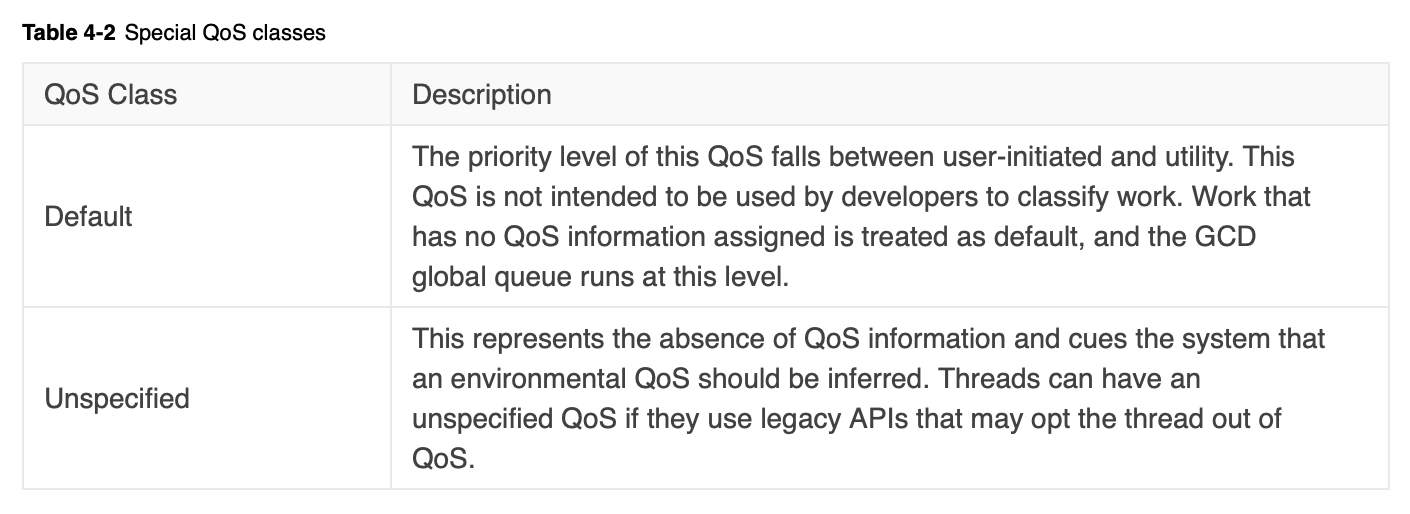 Table 4-2 Special QoS classes
QoS Class
Description
Default
The priority level of this QoS falls between user-initiated and utility. This
QoS is not intended to be used by developers to classify work. Work that
has no QoS information assigned is treated as default, and the GCD
global queue runs at this level.
Unspecified
This represents the absence of QoS information and cues the system that
an environmental QoS should be inferred. Threads can have an
unspecified QoS if they use legacy APIs that may opt the thread out of
QoS.